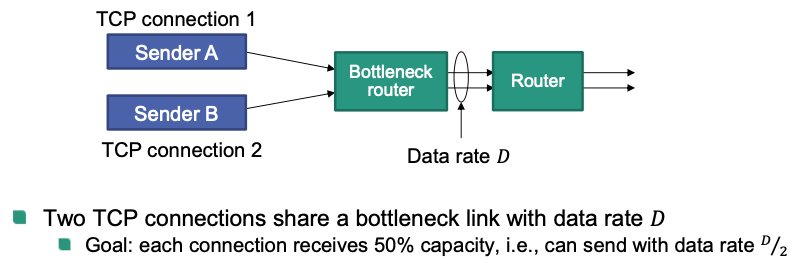 TCP connection 1
Sender A
Bottleneck
router
Router
Sender B
TCP connection 2
Data rate D
Two TCP connections share a bottleneck link with data rate D
Goal: each connection receives 50% capacity, i.e., can send with data rate D/2